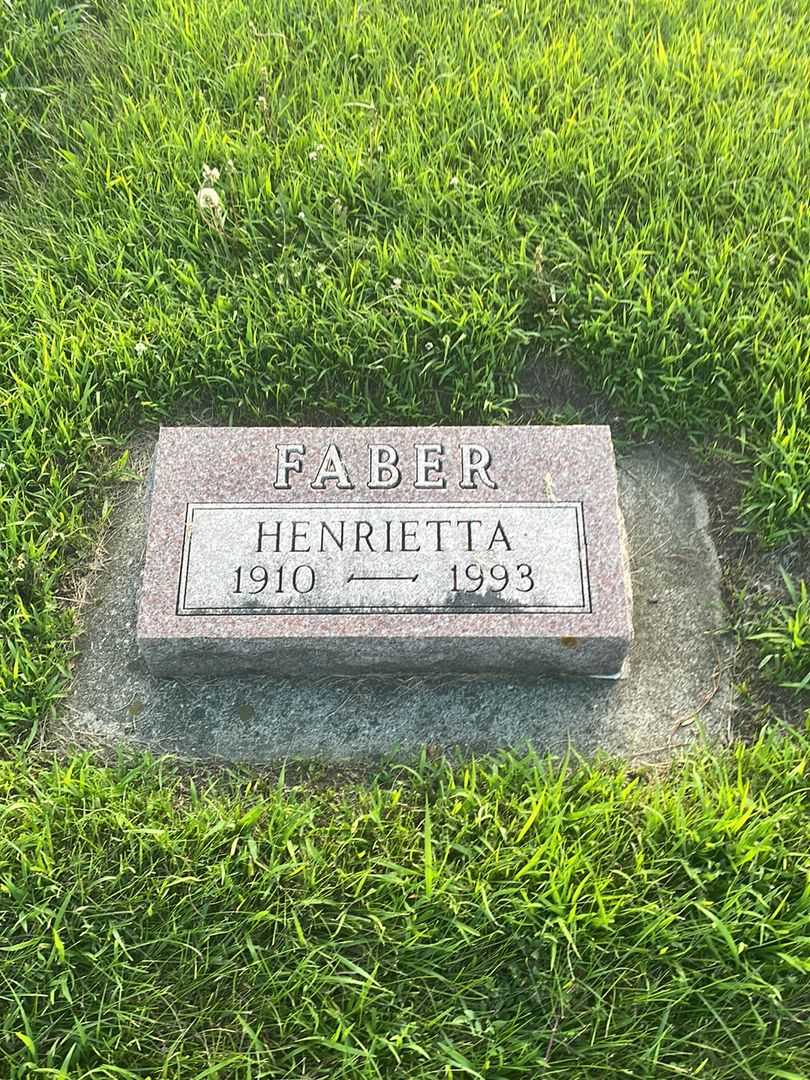 FABER
HENRIETTA
1910 — 1993